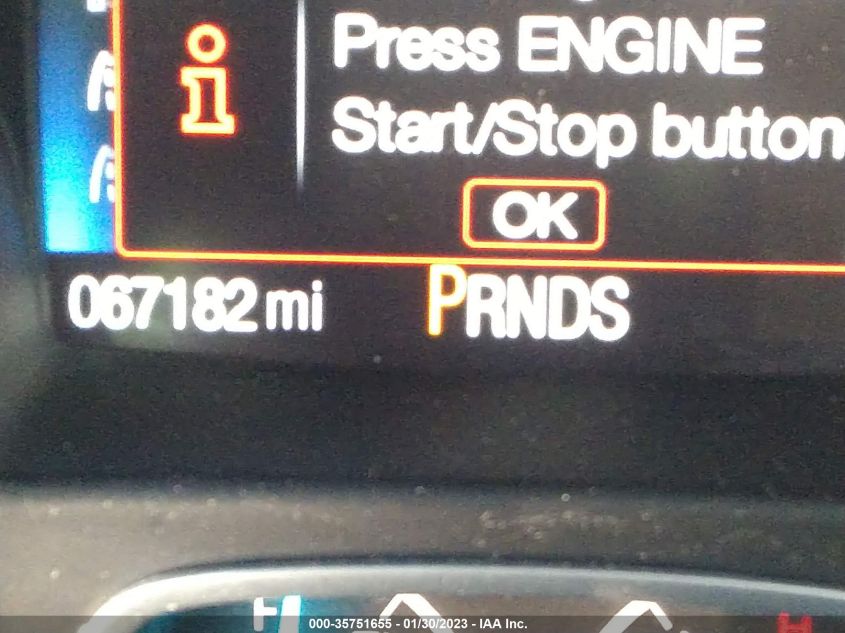 Press ENGINE
Start/Stop button
OK
067182 mi PRNDS
F H
000-35751655 - 01/30/2023 - IAA Inc.